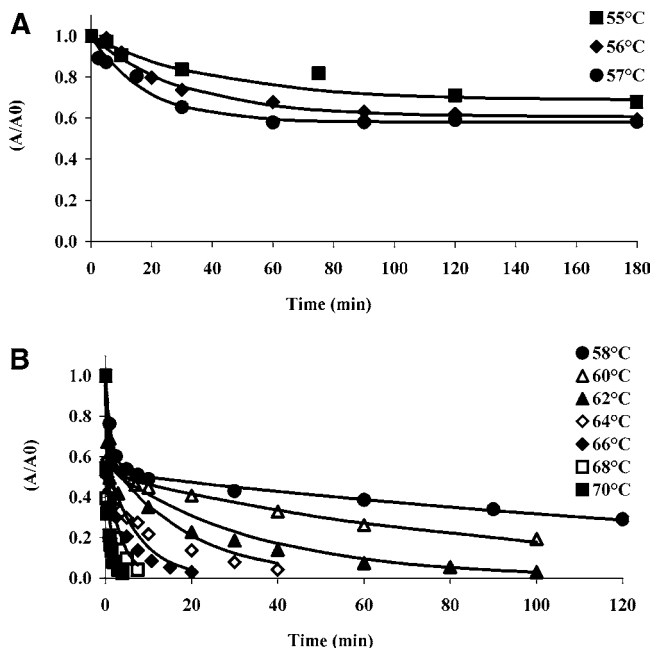 A
■ 55°C
◆ 56°C
● 57°C
(A/A0)
1.0
0.8
0.6
0.4
0.2
0.0
0 20 40 60 80 100 120 140 160 180
Time (min)
B
● 58°C
△ 60°C
▲ 62°C
◇ 64°C
◆ 66°C
□ 68°C
■ 70°C
(A/A0)
1.0
0.8
0.6
0.4
0.2
0.0
0 20 40 60 80 100 120
Time (min)